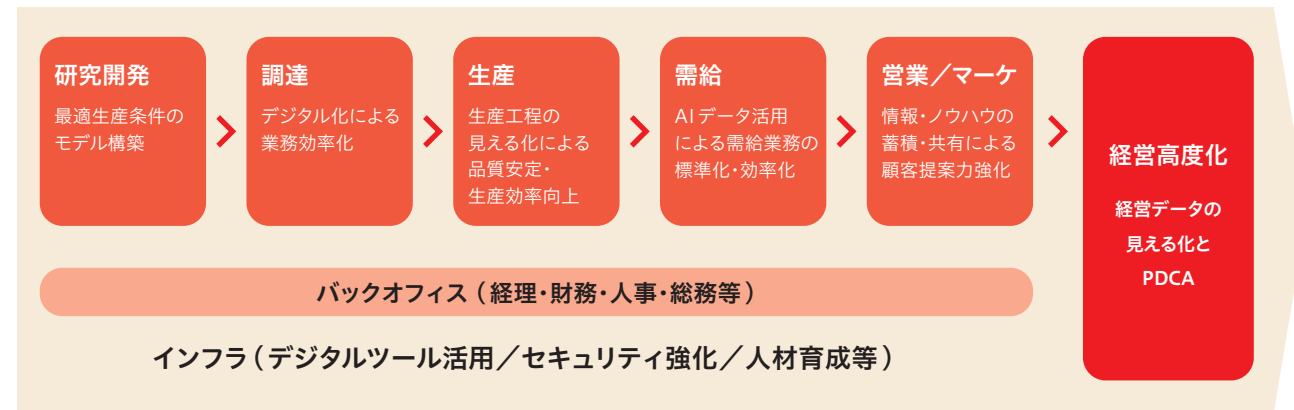 研究開発
最適生産条件の
モデル構築
調達
デジタル化による
業務効率化
生産
生産工程の
見える化による
品質安定・
生産効率向上
需給
AIデータ活用
による需給業務の
標準化・効率化
営業／マーケ
情報・ノウハウの
蓄積・共有による
顧客提案力強化
経営高度化
経営データの
見える化と
PDCA
バックオフィス（経理・財務・人事・総務等）
インフラ（デジタルツール活用／セキュリティ強化／人材育成等）